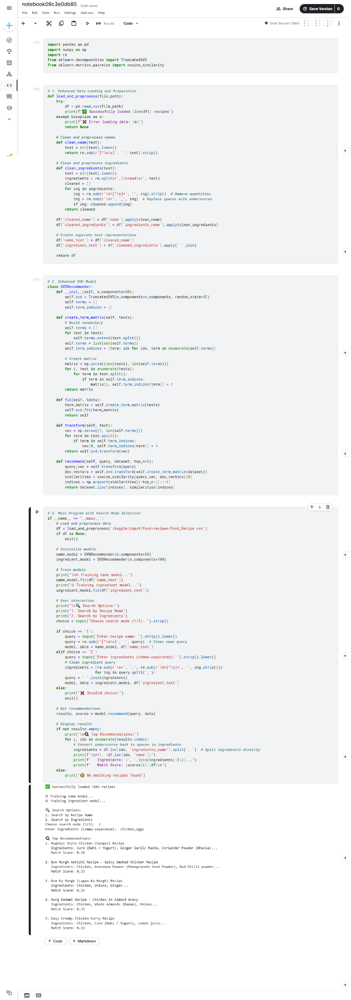 notebook09c3e0db85
Draft saved
File Edit View Run Settings Add-ons Help
Share
Save Version 0
Run All
Code
Draft Session (36m)
HDD
CPU
RAM
[5]:
import pandas as pd
import numpy as np
import re
from sklearn.decomposition import TruncatedSVD
from sklearn.metrics.pairwise import cosine_similarity
[6]:
# 1. Enhanced Data Loading and Preparation
def load_and_preprocess(file_path):
    try:
        df = pd.read_csv(file_path)
        print(f"✅ Successfully loaded {len(df)} recipes")
    except Exception as e:
        print(f"❌ Error loading data: {e}")
        return None
    # Clean and preprocess names
    def clean_name(text):
        text = str(text).lower()
        return re.sub(r'[^\w\s]', '', text).strip()
    # Clean and preprocess ingredients
    def clean_ingredients(text):
        text = str(text).lower()
        ingredients = re.split(r',|\s+and\s+', text)
        cleaned = []
        for ing in ingredients:
            ing = re.sub(r'\d+[^\s]*', '', ing).strip()  # Remove quantities
            ing = re.sub(r'\s+', '_', ing)  # Replace spaces with underscores
            if ing: cleaned.append(ing)
        return cleaned
    df['cleaned_name'] = df['name'].apply(clean_name)
    df['cleaned_ingredients'] = df['ingredients_name'].apply(clean_ingredients)
    # Create separate text representations
    df['name_text'] = df['cleaned_name']
    df['ingredient_text'] = df['cleaned_ingredients'].apply(' '.join)
    return df
[7]:
# 2. Enhanced SVD Model
class SVDRecommender:
    def __init__(self, n_components=50):
        self.svd = TruncatedSVD(n_components=n_components, random_state=42)
        self.terms = []
        self.term_indices = {}
    def create_term_matrix(self, texts):
        # Build vocabulary
        self.terms = []
        for text in texts:
            self.terms.extend(text.split())
        self.terms = list(set(self.terms))
        self.term_indices = {term: idx for idx, term in enumerate(self.terms)}
        # Create matrix
        matrix = np.zeros((len(texts), len(self.terms)))
        for i, text in enumerate(texts):
            for term in text.split():
                if term in self.term_indices:
                    matrix[i, self.term_indices[term]] = 1
        return matrix
    def fit(self, texts):
        term_matrix = self.create_term_matrix(texts)
        self.svd.fit(term_matrix)
        return self
    def transform(self, text):
        vec = np.zeros((1, len(self.terms)))
        for term in text.split():
            if term in self.term_indices:
                vec[0, self.term_indices[term]] = 1
        return self.svd.transform(vec)
    def recommend(self, query, dataset, top_n=5):
        query_vec = self.transform(query)
        doc_vectors = self.svd.transform(self.create_term_matrix(dataset))
        similarities = cosine_similarity(query_vec, doc_vectors)[0]
        indices = np.argsort(similarities)[-top_n:][::-1]
        return dataset.iloc[indices], similarities[indices]
# 3. Main Program with Search Mode Selection
if __name__ == "__main__":
    # Load and preprocess data
    df = load_and_preprocess('/kaggle/input/food-recipes/Food_Recipe.csv')
    if df is None:
        exit()
    # Initialize models
    name_model = SVDRecommender(n_components=50)
    ingredient_model = SVDRecommender(n_components=100)
    # Train models
    print("\n⚙ Training name model...")
    name_model.fit(df['name_text'])
    print("⚙ Training ingredient model...")
    ingredient_model.fit(df['ingredient_text'])
    # User interaction
    print("\n🔍 Search Options:")
    print("1. Search by Recipe Name")
    print("2. Search by Ingredients")
    choice = input("Choose search mode (1/2): ").strip()
    if choice == '1':
        query = input("Enter recipe name: ").strip().lower()
        query = re.sub(r'[^\w\s]', '', query)  # Clean name query
        model, data = name_model, df['name_text']
    elif choice == '2':
        query = input("Enter ingredients (comma-separated): ").strip().lower()
        # Clean ingredient query
        ingredients = [re.sub(r'\s+', '_', re.sub(r'\d+[^\s]*', '', ing.strip()))
                      for ing in query.split(',')]
        query = ' '.join(ingredients)
        model, data = ingredient_model, df['ingredient_text']
    else:
        print("❌ Invalid choice!")
        exit()
    # Get recommendations
    results, scores = model.recommend(query, data)
    # Display results
    if not results.empty:
        print("\n🔍 Top Recommendations:")
        for i, idx in enumerate(results.index):
            # Convert underscores back to spaces in ingredients
            ingredients = df.loc[idx, 'ingredients_name'].split(', ')  # Split ingredients directly
            print(f"{i+1}. {df.loc[idx, 'name']}")
            print(f"   Ingredients: {', '.join(ingredients[:3])}...")
            print(f"   Match Score: {scores[i]:.2f}\n")
    else:
        print("😞 No matching recipes found")
✅ Successfully loaded 7101 recipes
⚙ Training name model...
⚙ Training ingredient model...
🔍 Search Options:
1. Search by Recipe Name
2. Search by Ingredients
Choose search mode (1/2):  2
Enter ingredients (comma-separated):  chicken,eggs
🔍 Top Recommendations:
1. Mughlai Style Chicken Changezi Recipe
   Ingredients: Curd (Dahi / Yogurt), Ginger Garlic Paste, Coriander Powder (Dhania)...
   Match Score: 0.38
2. Dum Murgh Aatishi Recipe - Spicy Smoked Chicken Recipe
   Ingredients: Chicken, Anardana Powder (Pomegranate Seed Powder), Red Chilli powder...
   Match Score: 0.33
3. Dum Ka Murgh (Lagan Ka Murgh) Recipe
   Ingredients: Chicken, Onions, Ginger...
   Match Score: 0.33
4. Murg Badami Recipe - Chicken In Almond Gravy
   Ingredients: Chicken, Whole Almonds (Badam), Onions...
   Match Score: 0.33
5. Easy Creamy Chicken Curry Recipe
   Ingredients: Chicken, Curd (Dahi / Yogurt), Lemon juice...
   Match Score: 0.33
+ Code
+ Markdown